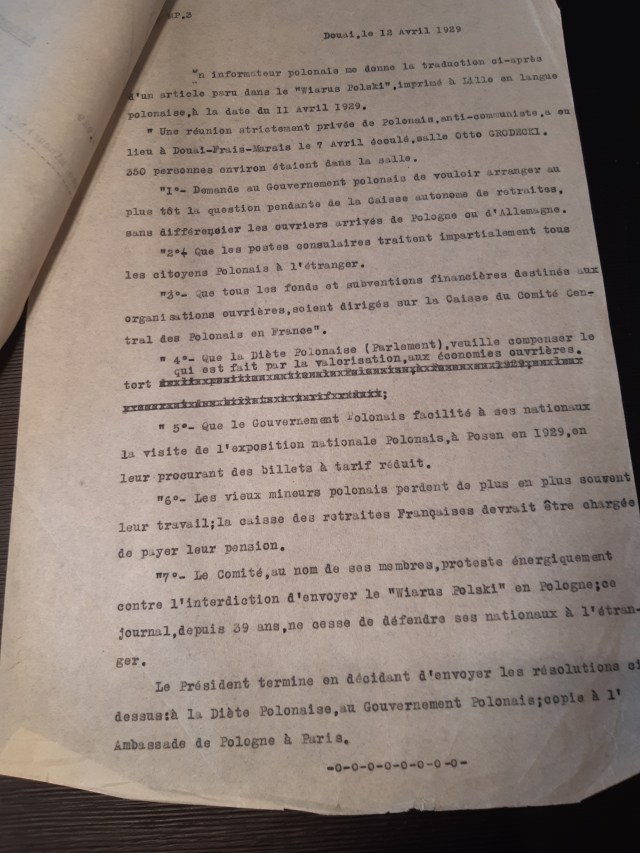 EP.3
Douai,le 12 Avril 1929
"n informateur polonais me donne la traduction ci-après
d'un article paru dans le "Wiarus Polski",imprimé à Lille en langue
polonaise,à la date du II Avril 1929.
" Une réunion strictement privée de Polonais,anti-communiste,a eu
lieu à Douai-Frais-Marais le 7 Avril écoulé,salle Otto GRODECKI.
350 personnes environ étaient dans la salle.
"1°- Demande au Gouvernement polonais de vouloir arranger au
plus tôt la question pendante de la Caisse autonome de retraites,
sans différencier les ouvriers arrivés de Pologne ou d'Allemagne.
"2°- Que les postes consulaires traitent impartialement tous
les citoyens Polonais à l'étranger.
"3°- Que tous les fonds et subventions financières destinés aux
organisations ouvrières,soient dirigés sur la Caisse du Comité Cen-
tral des Polonais en France".
" 4°- Que la Diète Polonaise (Parlement),veuille compenser le
qui est fait par la valorisation,aux économies ouvrières.
tort
;
" 5°- Que le Gouvernement Polonais facilité à ses nationaux
la visite de l'exposition nationale Polonais,à Posen en 1929,en
leur procurant des billets à tarif réduit.
"6°- Les vieux mineurs polonais perdent de plus en plus souvent
leur travail;la caisse des retraites Françaises devrait être chargée
de payer leur pension.
"7°- Le Comité,au nom de ses membres,proteste énergiquement
contre l'interdiction d'envoyer le "Wiarus Polski" en Pologne;ce
journal,depuis 39 ans,ne cesse de défendre ses nationaux à l'étran-
ger.
Le Président termine en décidant d'envoyer les résolutions ci
dessus:à la Diète Polonaise,au Gouvernement Polonais;copie à l'
Ambassade de Pologne à Paris.
-o-o-o-o-o-o-o-o-